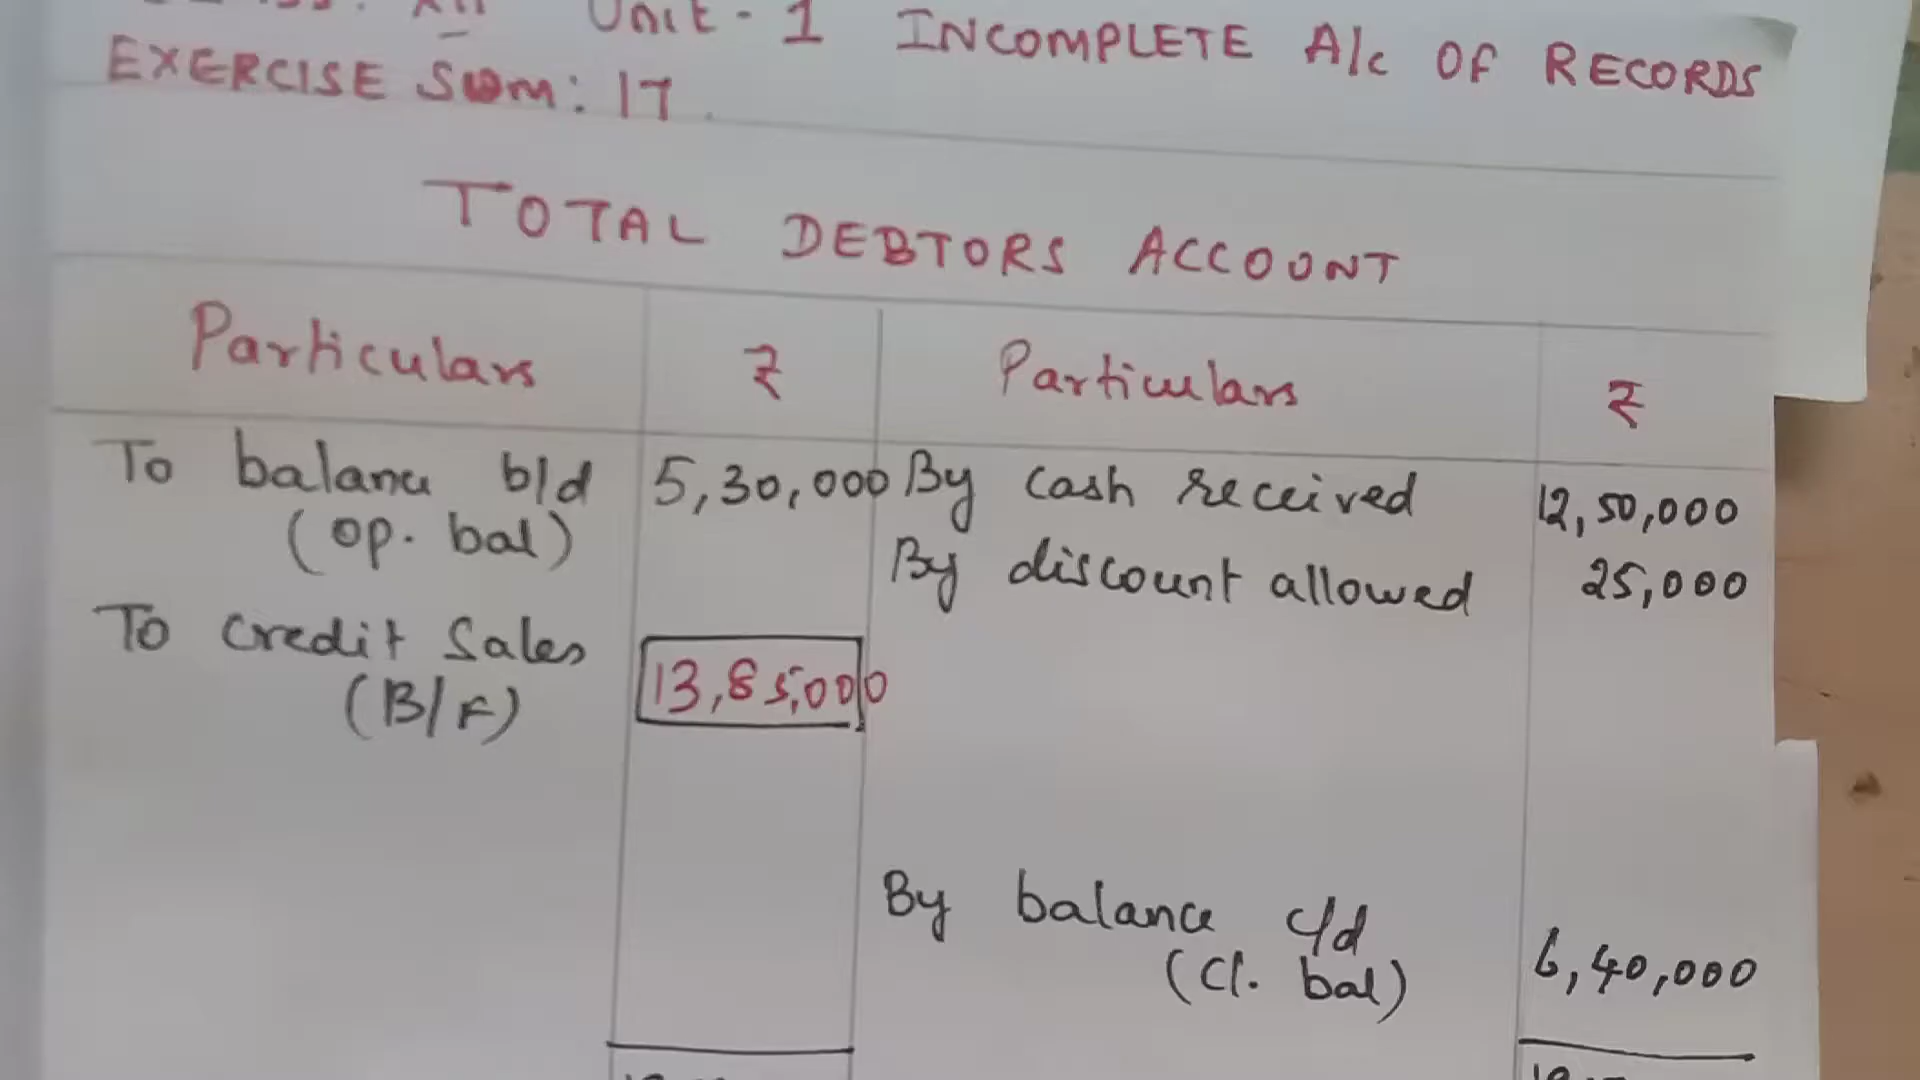 XII Unit - 1 INCOMPLETE A/c OF RECORDS
EXERCISE SUM: 17.
TOTAL DEBTORS ACCOUNT
Particulars ₹ Particulars ₹
To balance b/d 5,30,000 By cash received 12,50,000
(op. bal) By discount allowed 25,000
To credit Sales 13,85,000
(B/F)
By balance c/d
(Cl. bal) 6,40,000